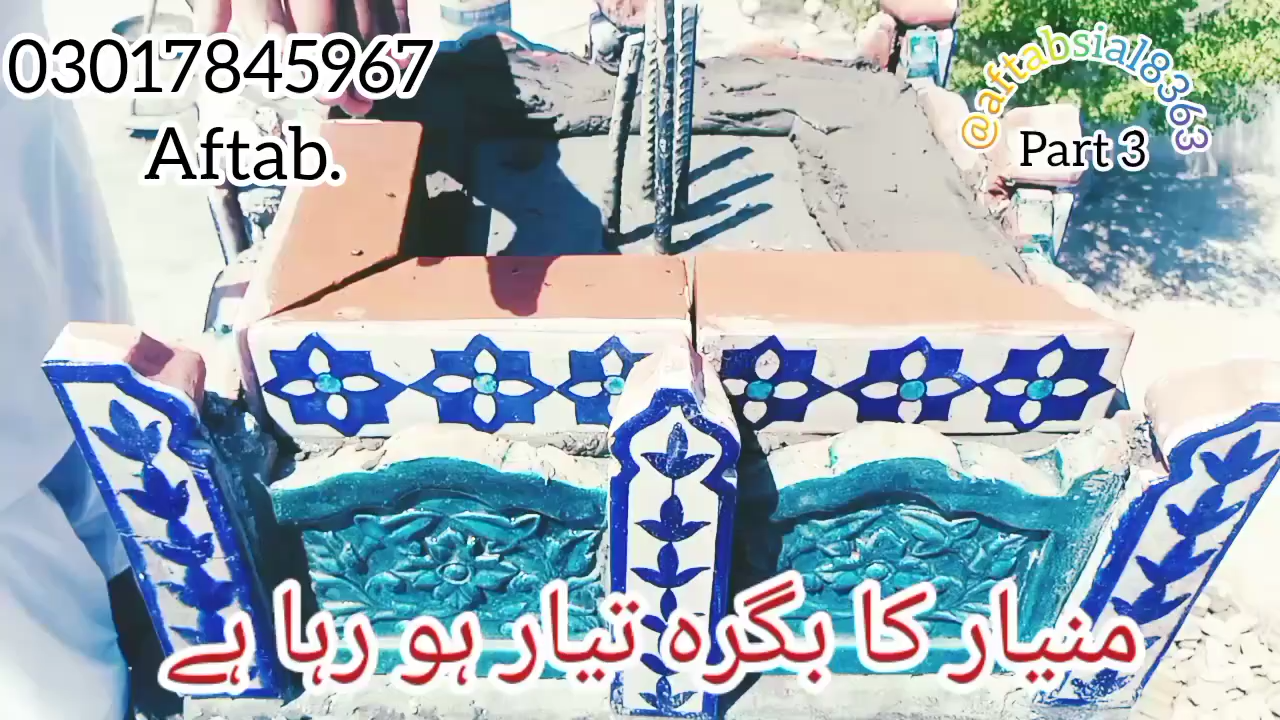 03017845967
Aftab.
@aftabsial8363
Part 3
منیار کا بگرہ تیار ہو رہا ہے